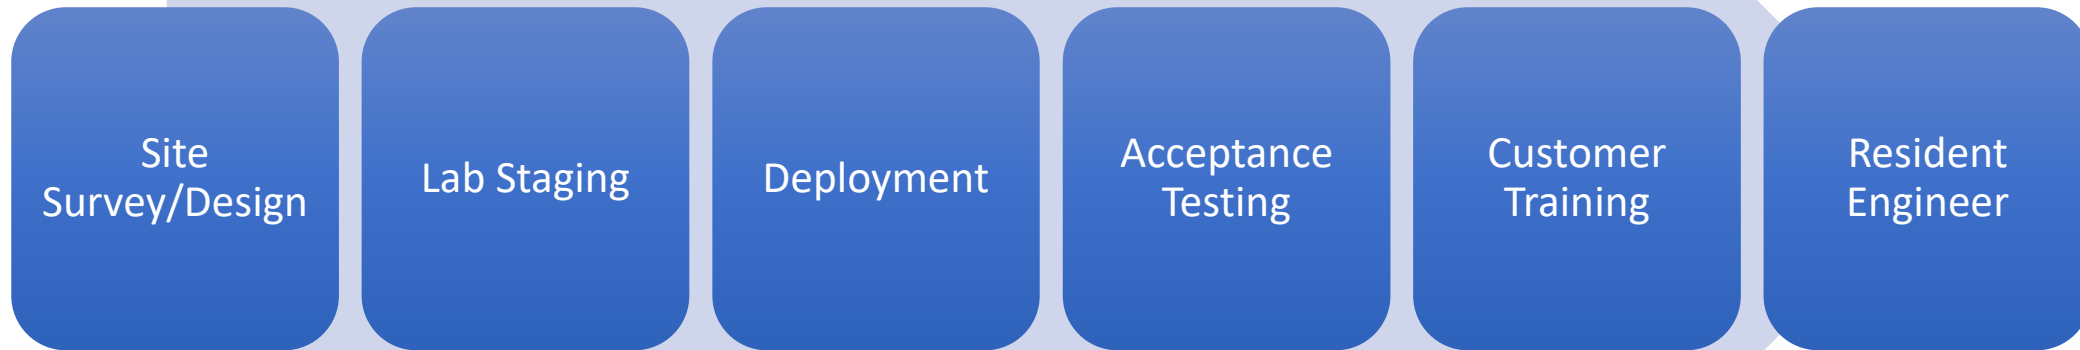 Site
Survey/Design
Lab Staging
Deployment
Acceptance
Testing
Customer
Training
Resident
Engineer